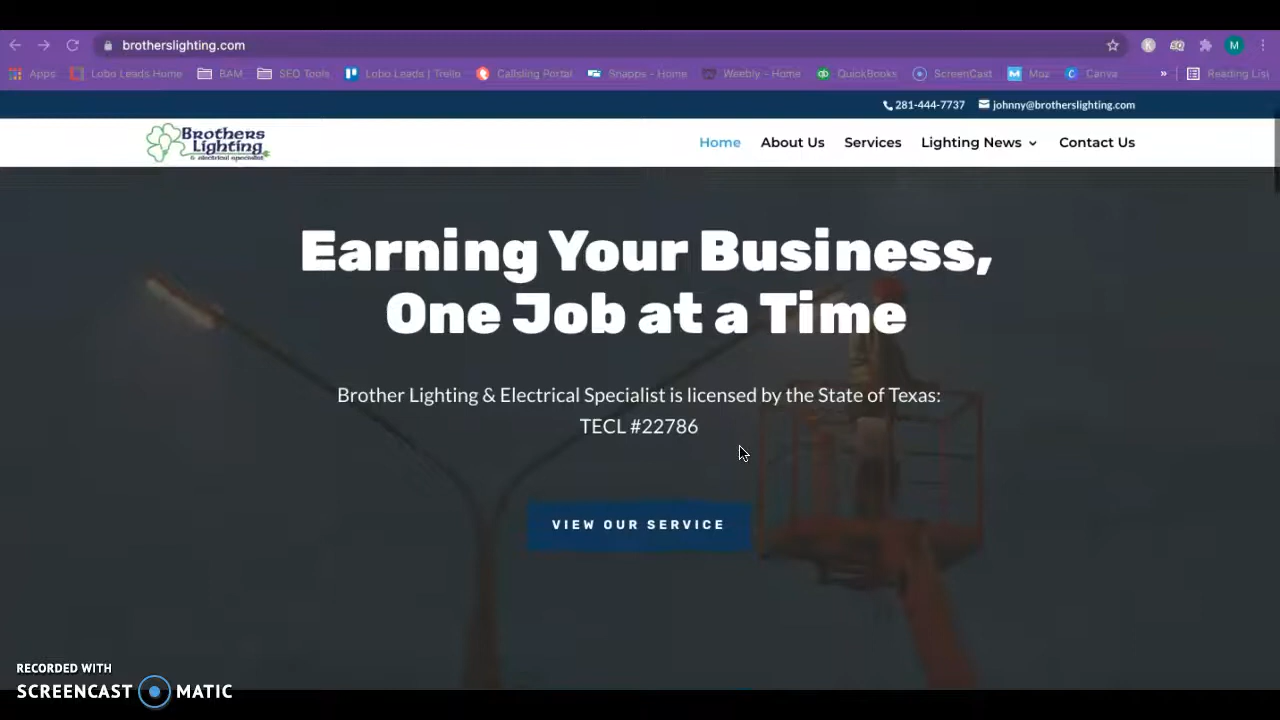 brotherslighting.com
M
Apps Lobo Leads Home BAM SEO Tools Lobo Leads | Trello Callsling Portal Snapps - Home Weebly - Home QuickBooks ScreenCast Moz Canva » Reading List
281-444-7737 johnny@brotherslighting.com
Brothers
Lighting
& electrical specialist
Home About Us Services Lighting News Contact Us
Earning Your Business,
One Job at a Time
Brother Lighting & Electrical Specialist is licensed by the State of Texas:
TECL #22786
VIEW OUR SERVICE
RECORDED WITH
SCREENCAST MATIC